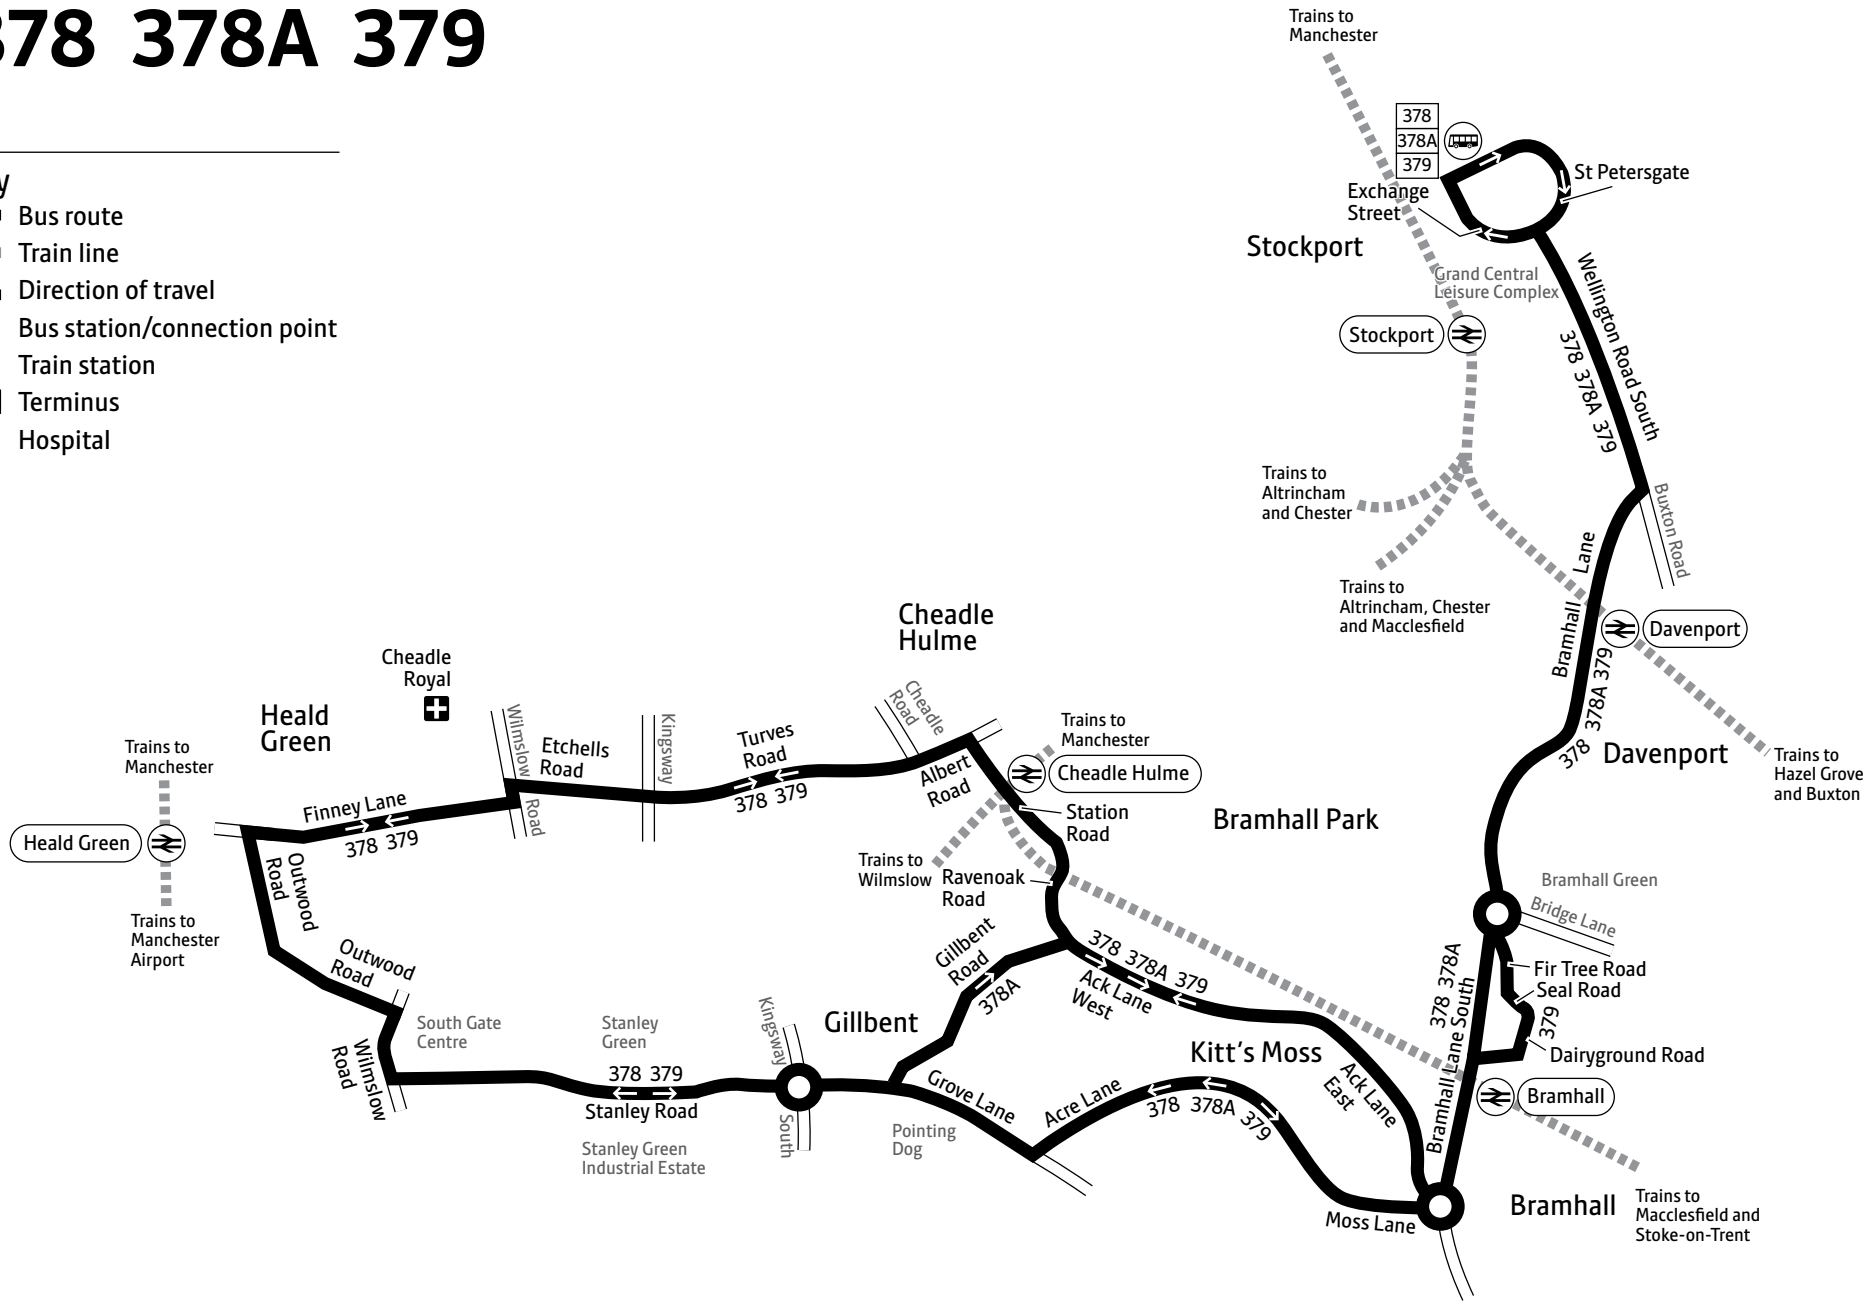 378 378A 379
y
Bus route
Train line
Direction of travel
Bus station/connection point
Train station
Terminus
Hospital
Trains to
Manchester
378
378A
379
Exchange
Street
St Petersgate
Stockport
Grand Central
Leisure Complex
Stockport
Wellington Road South
378 378A 379
Trains to
Altrincham
and Chester
Buxton Road
Trains to
Altrincham, Chester
and Macclesfield
Bramhall Lane
Davenport
378 378A 379
Davenport
Trains to
Hazel Grove
and Buxton
Cheadle
Hulme
Cheadle
Royal
Heald
Green
Trains to
Manchester
Wilmslow
Road
Etchells
Road
Kingsway
Turves
Road
378 379
Cheadle
Road
Albert
Road
Trains to
Manchester
Cheadle Hulme
Station
Road
Bramhall Park
Finney Lane
378 379
Heald Green
Outwood
Road
Trains to
Manchester
Airport
Trains to
Wilmslow
Ravenoak
Road
Bramhall Green
Bridge Lane
Outwood
Road
Gillbent
Road
378A
378 378A 379
Ack Lane
West
378 378A
Fir Tree Road
Seal Road
379
Dairyground Road
Bramhall Lane South
South Gate
Centre
Stanley
Green
Kingsway
South
Gillbent
Kitt's Moss
Wilmslow
Road
378 379
Stanley Road
Stanley Green
Industrial Estate
Grove Lane
Pointing
Dog
Acre Lane
378 378A 379
Ack Lane
East
Bramhall
Moss Lane
Bramhall
Trains to
Macclesfield and
Stoke-on-Trent